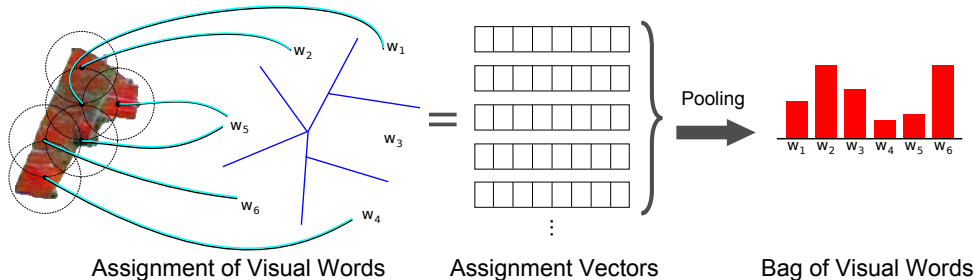 w1
w2
w5
w3
w6
w4
=
Pooling
...
w1 w2 w3 w4 w5 w6
Assignment of Visual Words
Assignment Vectors
Bag of Visual Words